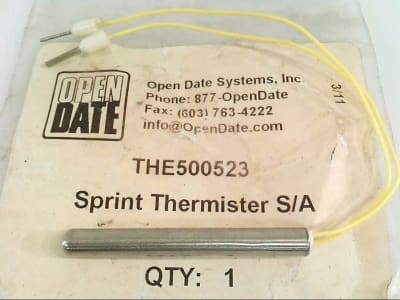 OPEN
DATE
Open Date Systems, Inc.
Phone: 877-OpenDate
Fax: (603) 763-4222
info@OpenDate.com
3/11
THE500523
Sprint Thermister S/A
QTY: 1